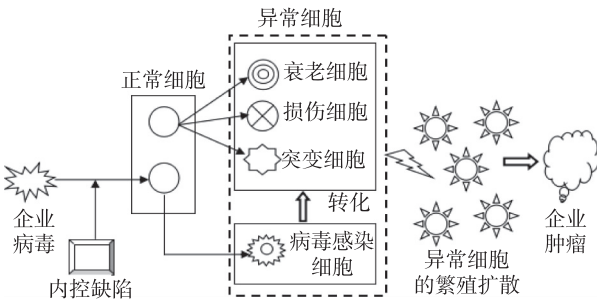 异常细胞
正常细胞
衰老细胞
损伤细胞
突变细胞
转化
病毒感染
细胞
企业
病毒
内控缺陷
异常细胞
的繁殖扩散
企业
肿瘤